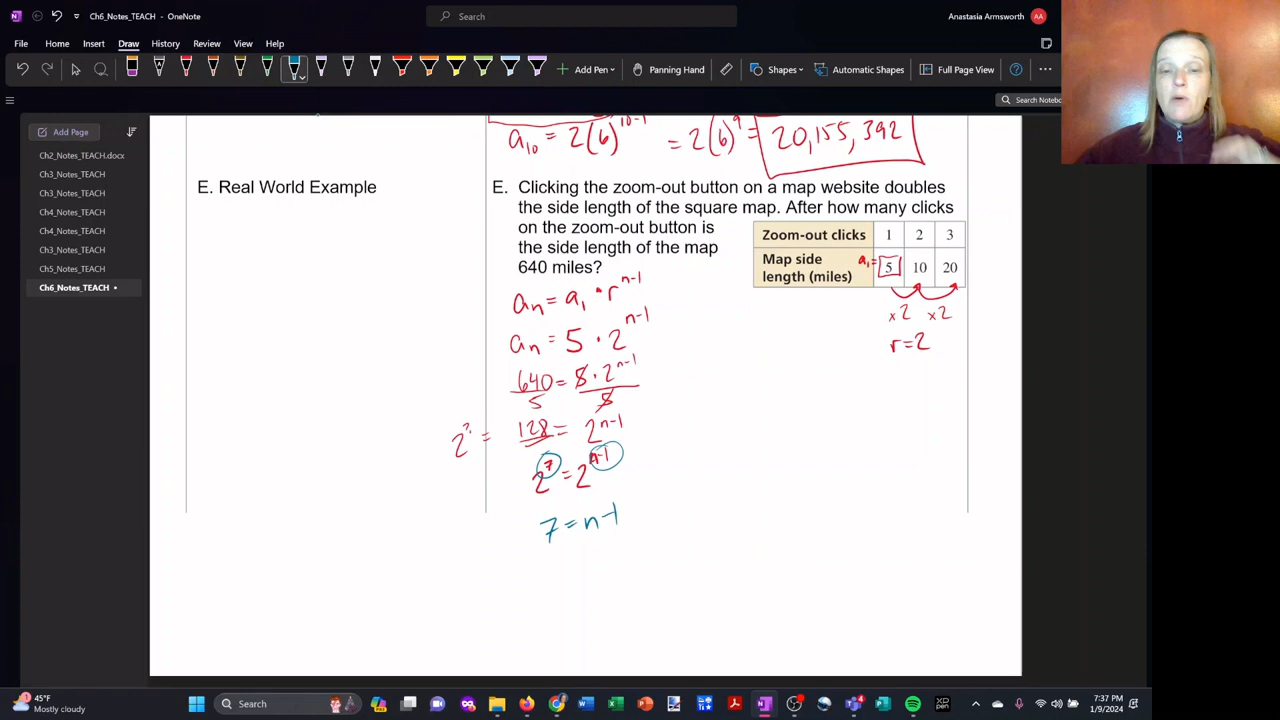 Ch6_Notes_TEACH • - OneNote
Search
Anastasia Armsworth
AA
File Home Insert Draw History Review View Help
Add Pen
Panning Hand
Shapes
Automatic Shapes
Full Page View
Search Notebo
Add Page
Ch2_Notes_TEACH.docx
Ch3_Notes_TEACH
Ch3_Notes_TEACH
Ch4_Notes_TEACH
Ch4_Notes_TEACH
Ch3_Notes_TEACH
Ch5_Notes_TEACH
Ch6_Notes_TEACH •
a₁₀ = 2(6)^10-1 = 2(6)^9 = 20,155,392
E. Real World Example
E. Clicking the zoom-out button on a map website doubles
the side length of the square map. After how many clicks
on the zoom-out button is
the side length of the map
640 miles?
Zoom-out clicks 1 2 3
Map side length (miles) a₁= 5 10 20
x2 x2
r=2
aₙ = a₁ • r^n-1
aₙ = 5 • 2^n-1
640/5 = 5 • 2^n-1/5
2^? = 128 = 2^n-1
2^7 = 2^n-1
7 = n-1
45°F
Mostly cloudy
Search
7:37 PM
1/9/2024